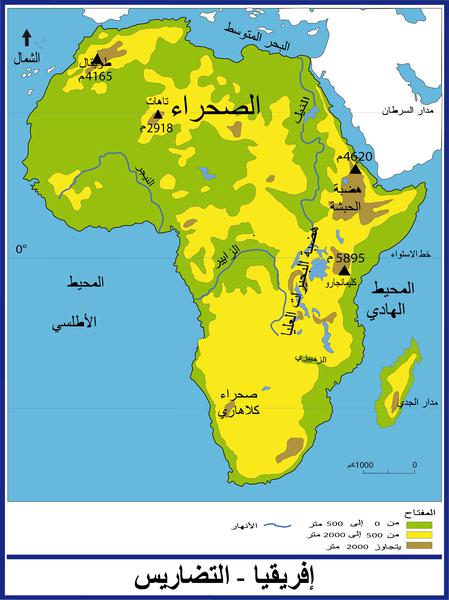 البحر المتوسط
الشمال
طوبقال
4165م
تاهات
2918م
الصحراء
النيل
مدار السرطان
4620م
هضبة
الحبشة
النيجر
0°
خط الاستواء
الزايير
هضبة البحيرات العليا
5895م
كليمانجارو
المحيط
الأطلسي
المحيط
الهادي
الزمبيزي
صحراء
كلاهاري
مدار الجدي
0 1000كم
المفتاح
من 0 إلى 500 متر
من 500 إلى 2000 متر
يتجاوز 2000 متر
الأنهار
إفريقيا - التضاريس